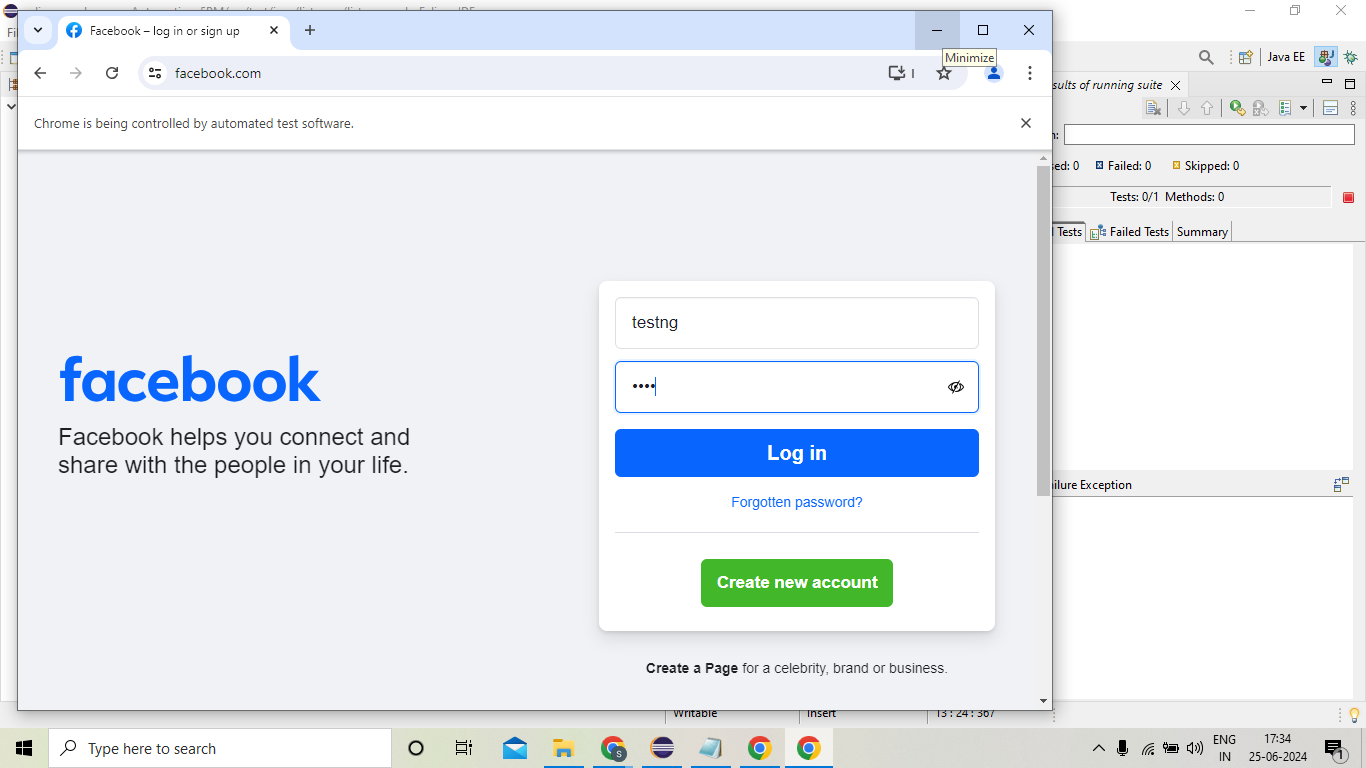 Facebook – log in or sign up
Minimize
Java EE
facebook.com
sults of running suite
Chrome is being controlled by automated test software.
sed: 0 Failed: 0 Skipped: 0
Tests: 0/1 Methods: 0
Tests Failed Tests Summary
testng
facebook
Facebook helps you connect and
share with the people in your life.
Log in
ilure Exception
Forgotten password?
Create new account
Create a Page for a celebrity, brand or business.
Writable Insert 13 : 24 : 367
Type here to search
S
ENG
IN
17:34
25-06-2024
1